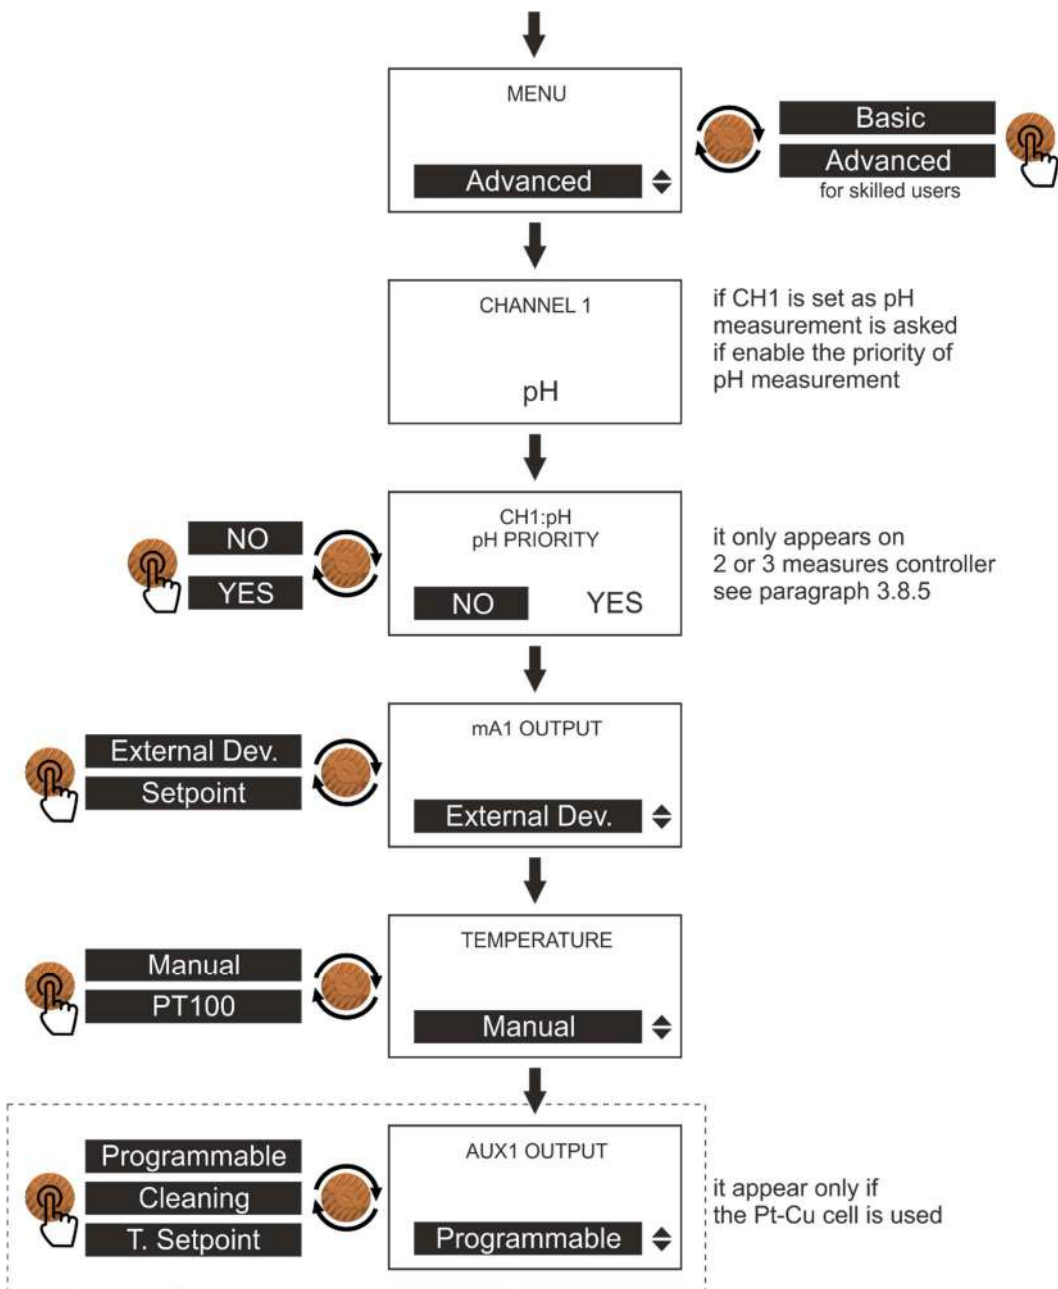 MENU
Advanced
Basic
Advanced
for skilled users
CHANNEL 1
pH
if CH1 is set as pH
measurement is asked
if enable the priority of
pH measurement
NO
YES
CH1:pH
pH PRIORITY
NO YES
it only appears on
2 or 3 measures controller
see paragraph 3.8.5
External Dev.
Setpoint
mA1 OUTPUT
External Dev.
Manual
PT100
TEMPERATURE
Manual
Programmable
Cleaning
T. Setpoint
AUX1 OUTPUT
Programmable
it appear only if
the Pt-Cu cell is used